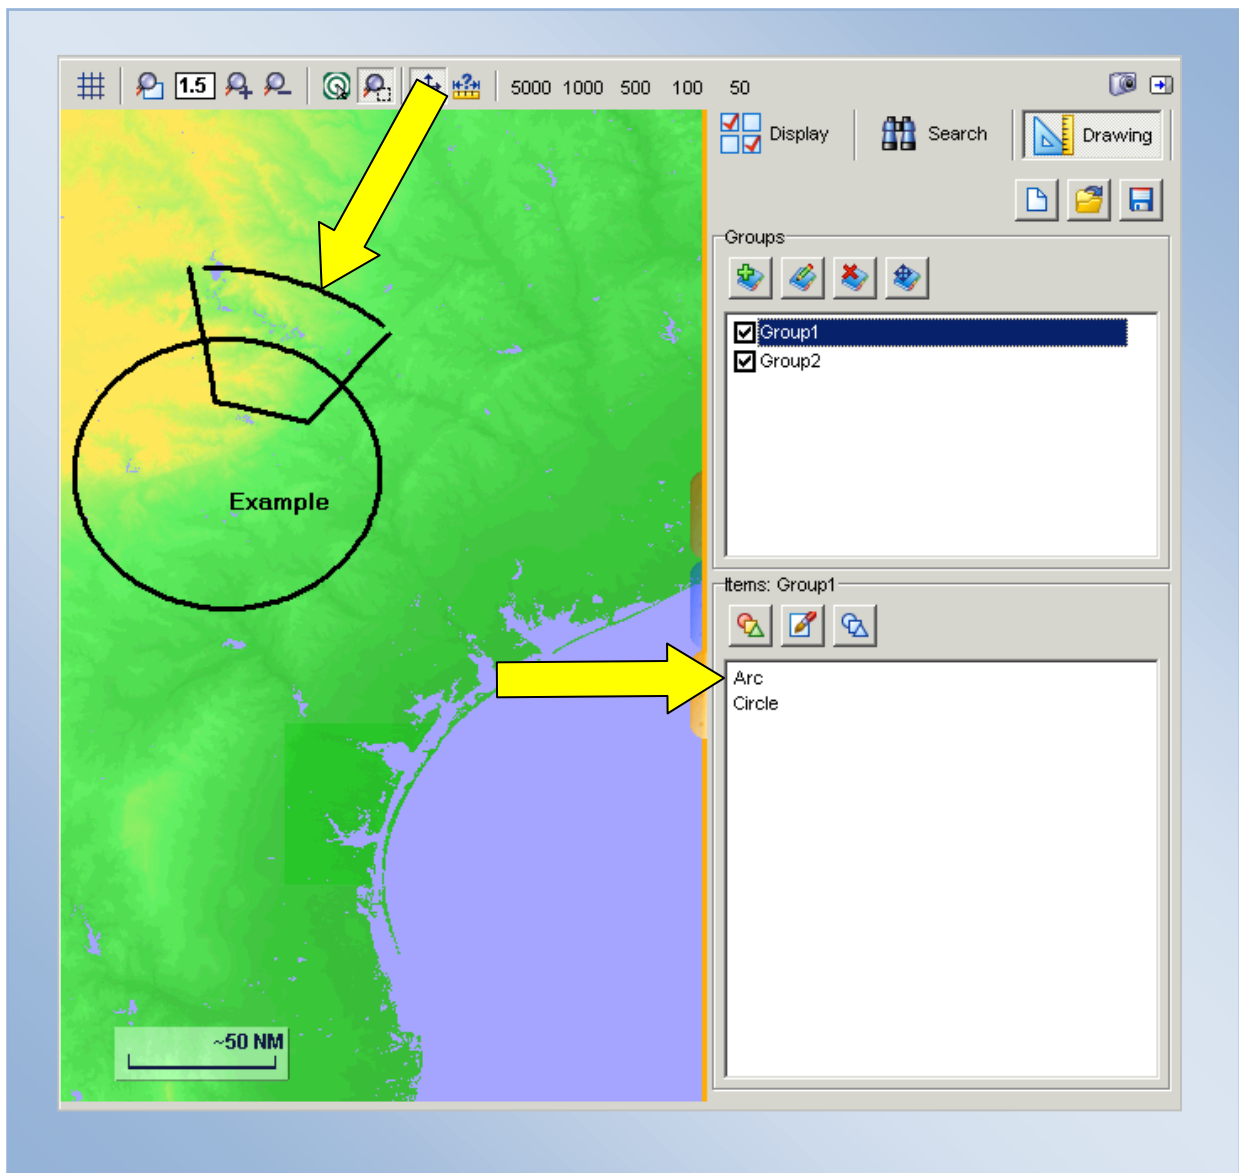 1.5 5000 1000 500 100 50
Display Search Drawing
Groups
Group1
Group2
Example
Items: Group1
Arc
Circle
~50 NM